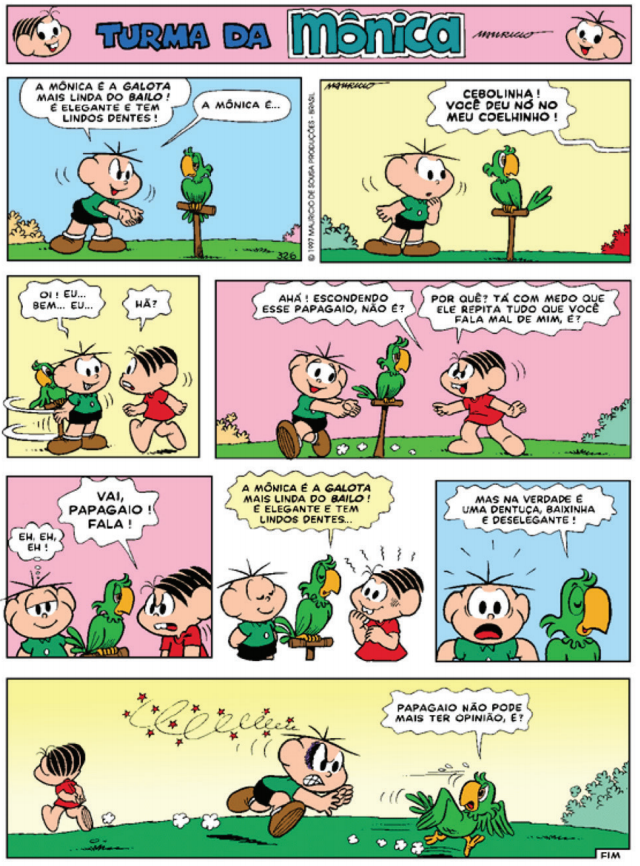 TURMA DA Mônica
MAURICIO
A MÔNICA É A GALOTA
MAIS LINDA DO BAILO!
É ELEGANTE E TEM
LINDOS DENTES!
A MÔNICA É...
326
© 1997 MAURICIO DE SOUSA PRODUÇÕES - BRASIL
MAURICIO
CEBOLINHA!
VOCÊ DEU NÓ NO
MEU COELHINHO!
OI! EU...
BEM... EU...
HÃ?
AHÁ! ESCONDENDO
ESSE PAPAGAIO, NÃO É?
POR QUÊ? TÁ COM MEDO QUE
ELE REPITA TUDO QUE VOCÊ
FALA MAL DE MIM, É?
EH, EH,
EH!
VAI,
PAPAGAIO!
FALA!
A MÔNICA É A GALOTA
MAIS LINDA DO BAILO!
É ELEGANTE E TEM
LINDOS DENTES...
MAS NA VERDADE É
UMA DENTUÇA, BAIXINHA
E DESELEGANTE!
PAPAGAIO NÃO PODE
MAIS TER OPINIÃO, É?
FIM